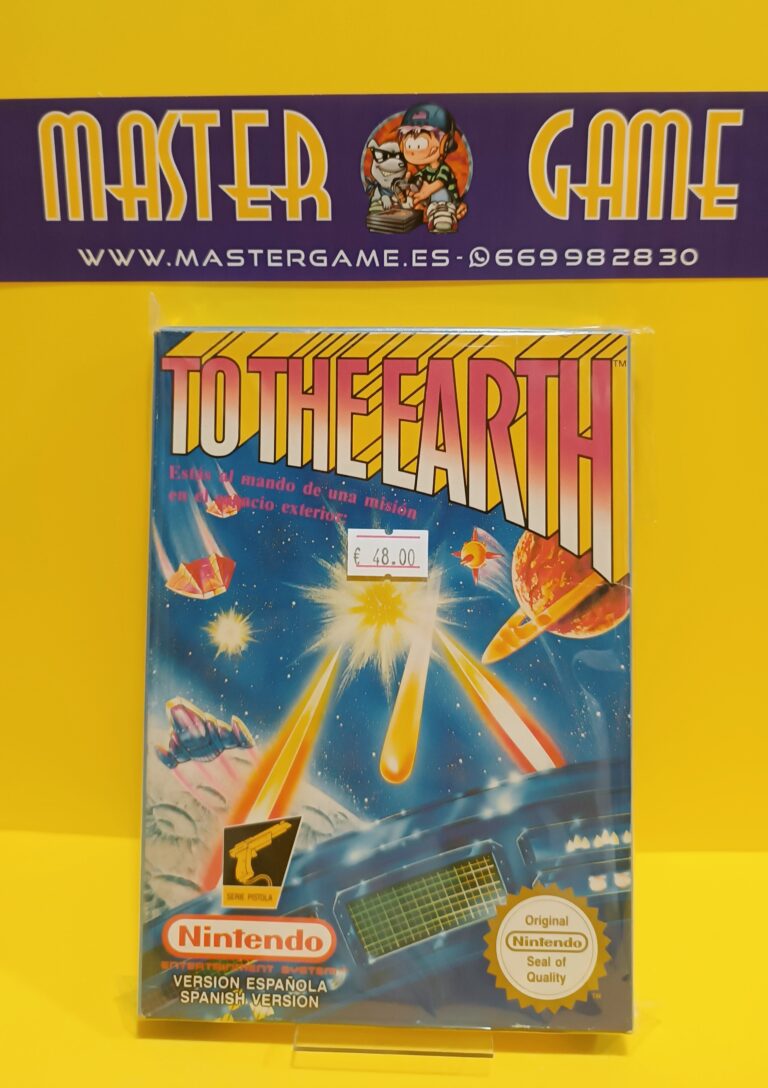 MASTER GAME
WWW.MASTERGAME.ES - 669982830
TO THE EARTH™
Estás al mando de una misión
en el espacio exterior.
€ 48.00
SERIE PISTOLA
Nintendo
ENTERTAINMENT SYSTEM
VERSION ESPAÑOLA
SPANISH VERSION
Original
Nintendo
Seal of
Quality
™